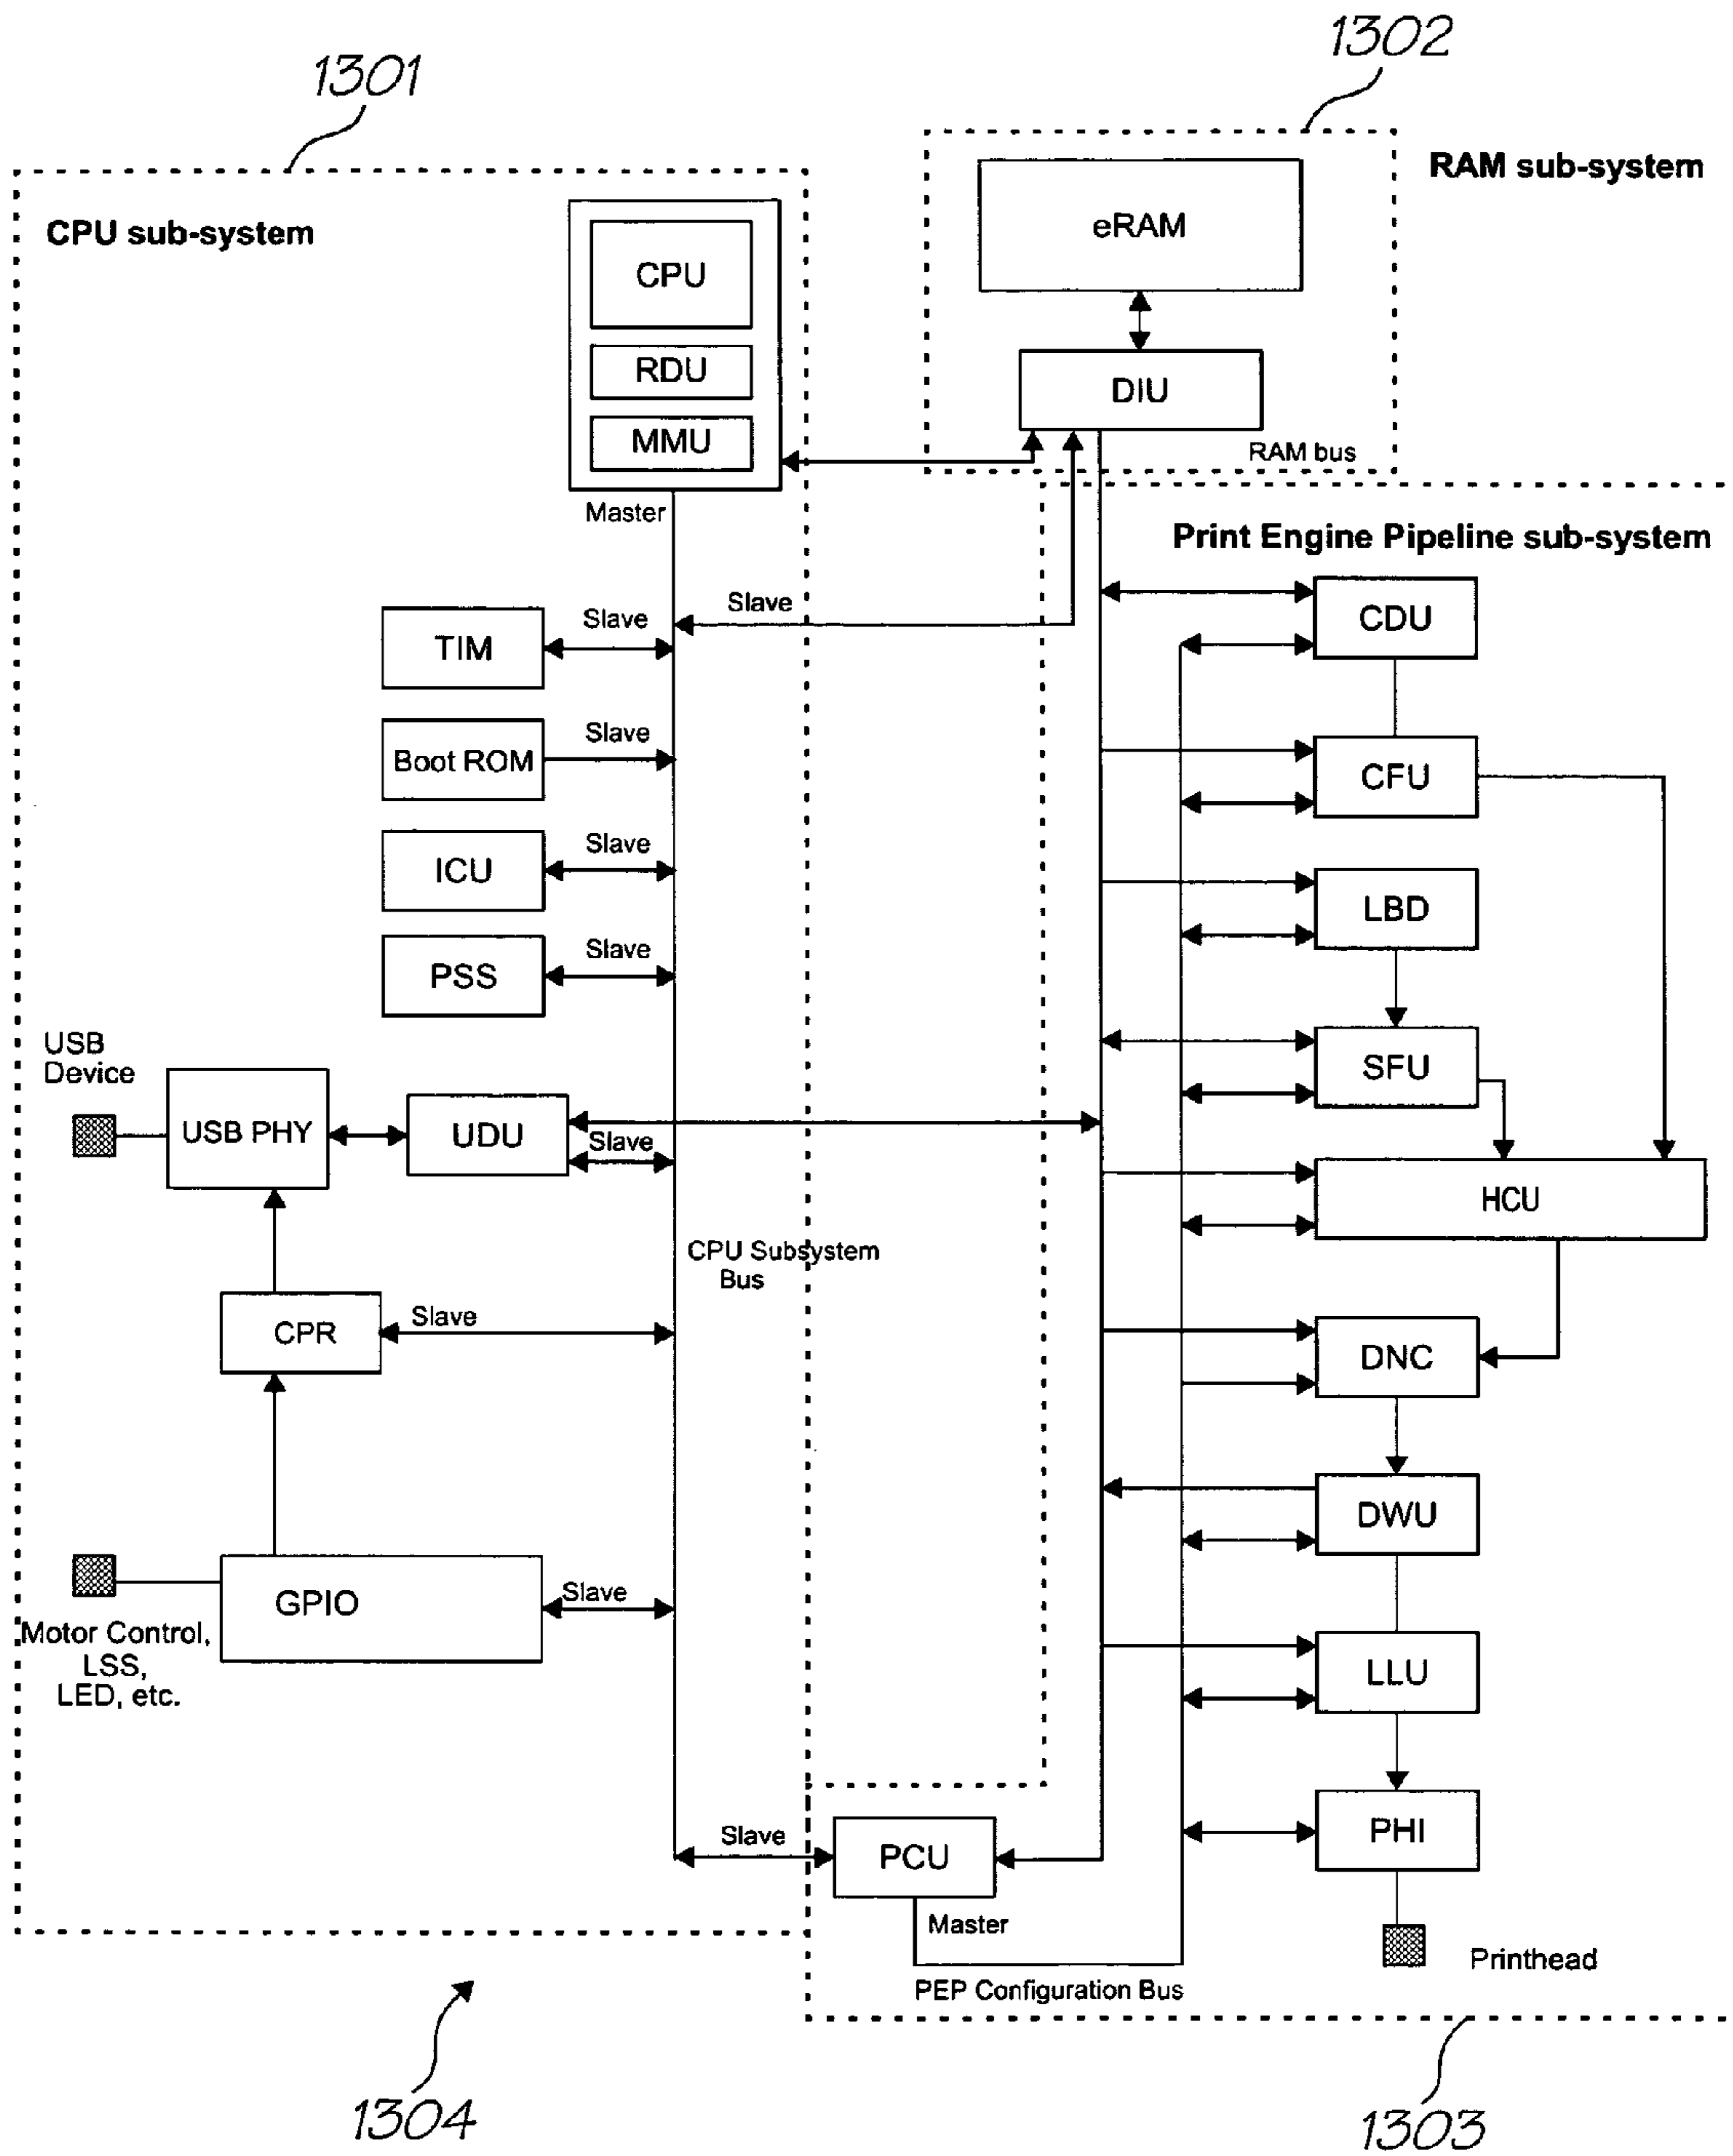 1301
1302
RAM sub-system
CPU sub-system
CPU
RDU
MMU
Master
eRAM
DIU
RAM bus
Print Engine Pipeline sub-system
Slave
TIM
Slave
Boot ROM
Slave
ICU
Slave
PSS
Slave
USB
Device
USB PHY
UDU
Slave
CPU Subsystem
Bus
CPR
Slave
GPIO
Slave
Motor Control,
LSS,
LED, etc.
CDU
CFU
LBD
SFU
HCU
DNC
DWU
LLU
PHI
Slave
PCU
Master
Printhead
PEP Configuration Bus
1304
1303